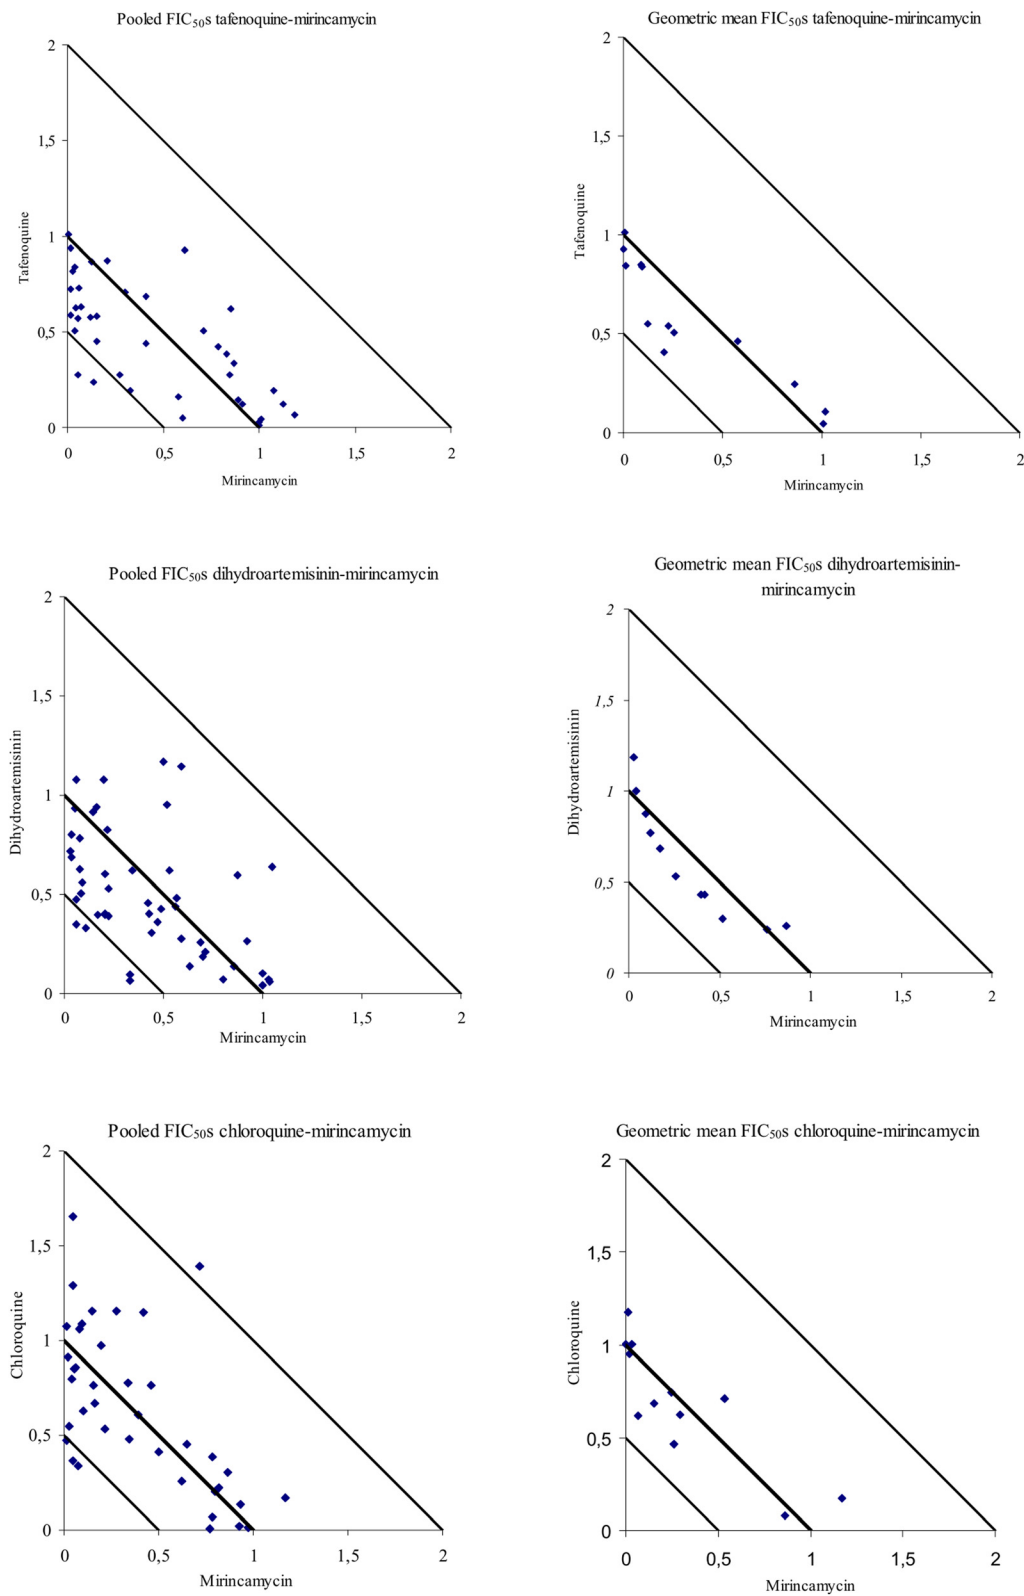 Pooled FIC50s tafenoquine-mirincamycin
2
1,5
1
0,5
0
Tafenoquine
0 0,5 1 1,5 2
Mirincamycin
Geometric mean FIC50s tafenoquine-mirincamycin
2
1,5
1
0,5
0
Tafenoquine
0 0,5 1 1,5 2
Mirincamycin
Pooled FIC50s dihydroartemisinin-mirincamycin
2
1,5
1
0,5
0
Dihydroartemisinin
0 0,5 1 1,5 2
Mirincamycin
Geometric mean FIC50s dihydroartemisinin-
mirincamycin
2
1,5
1
0,5
0
Dihydroartemisinin
0 0,5 1 1,5 2
Mirincamycin
Pooled FIC50s chloroquine-mirincamycin
2
1,5
1
0,5
0
Chloroquine
0 0,5 1 1,5 2
Mirincamycin
Geometric mean FIC50s chloroquine-mirincamycin
2
1,5
1
0,5
0
Chloroquine
0 0,5 1 1,5 2
Mirincamycin